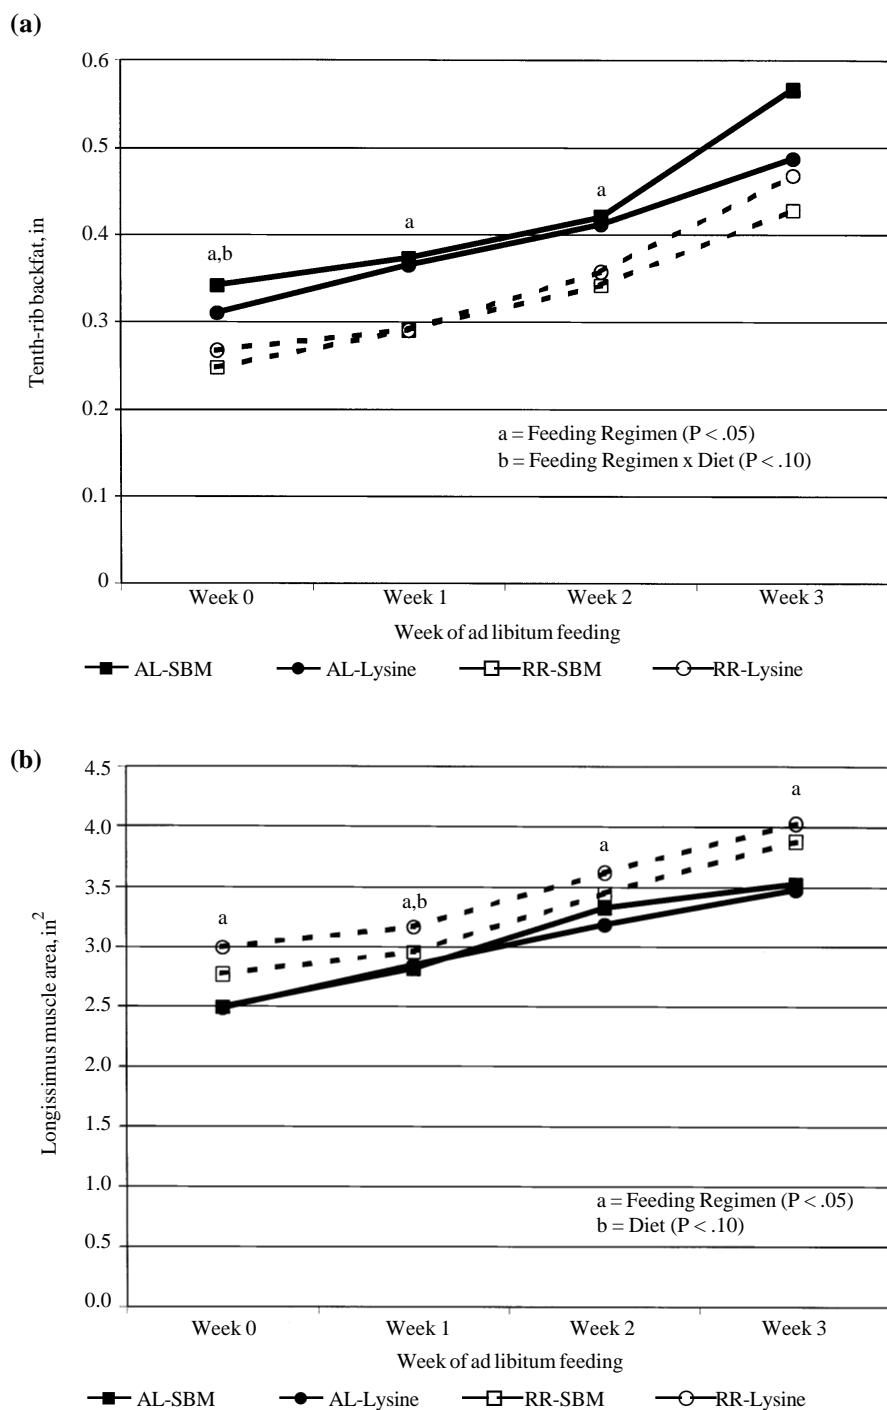 (a)
0.6
0.5
0.4
0.3
0.2
0.1
0
Tenth-rib backfat, in
a,b
a
a
a = Feeding Regimen (P < .05)
b = Feeding Regimen x Diet (P < .10)
Week 0 Week 1 Week 2 Week 3
Week of ad libitum feeding
AL-SBM AL-Lysine RR-SBM RR-Lysine
(b)
4.5
4.0
3.5
3.0
2.5
2.0
1.5
1.0
0.5
0.0
Longissimus muscle area, in²
a
a,b
a
a
a = Feeding Regimen (P < .05)
b = Diet (P < .10)
Week 0 Week 1 Week 2 Week 3
Week of ad libitum feeding
AL-SBM AL-Lysine RR-SBM RR-Lysine